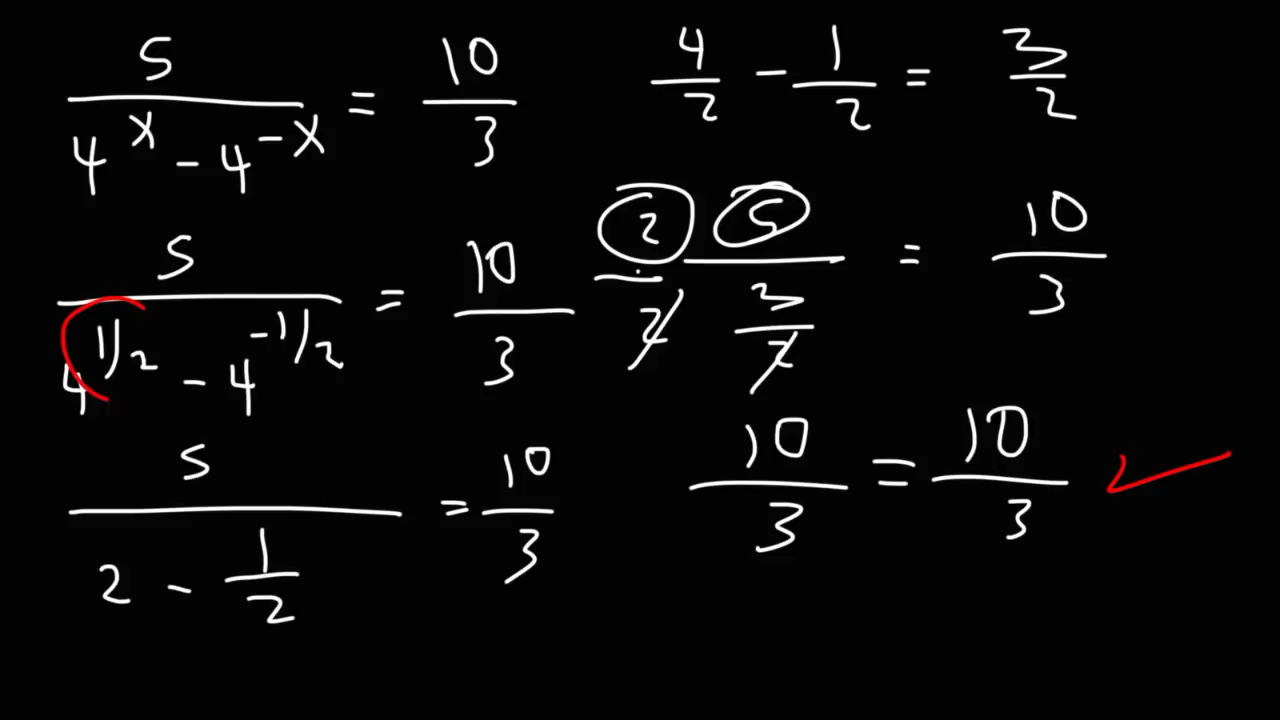 5/(4^x - 4^-x) = 10/3
5/(4^1/2 - 4^-1/2) = 10/3
5/(2 - 1/2) = 10/3
4/2 - 1/2 = 3/2
2/2 5/(3/2) = 10/3
10/3 = 10/3 ✓